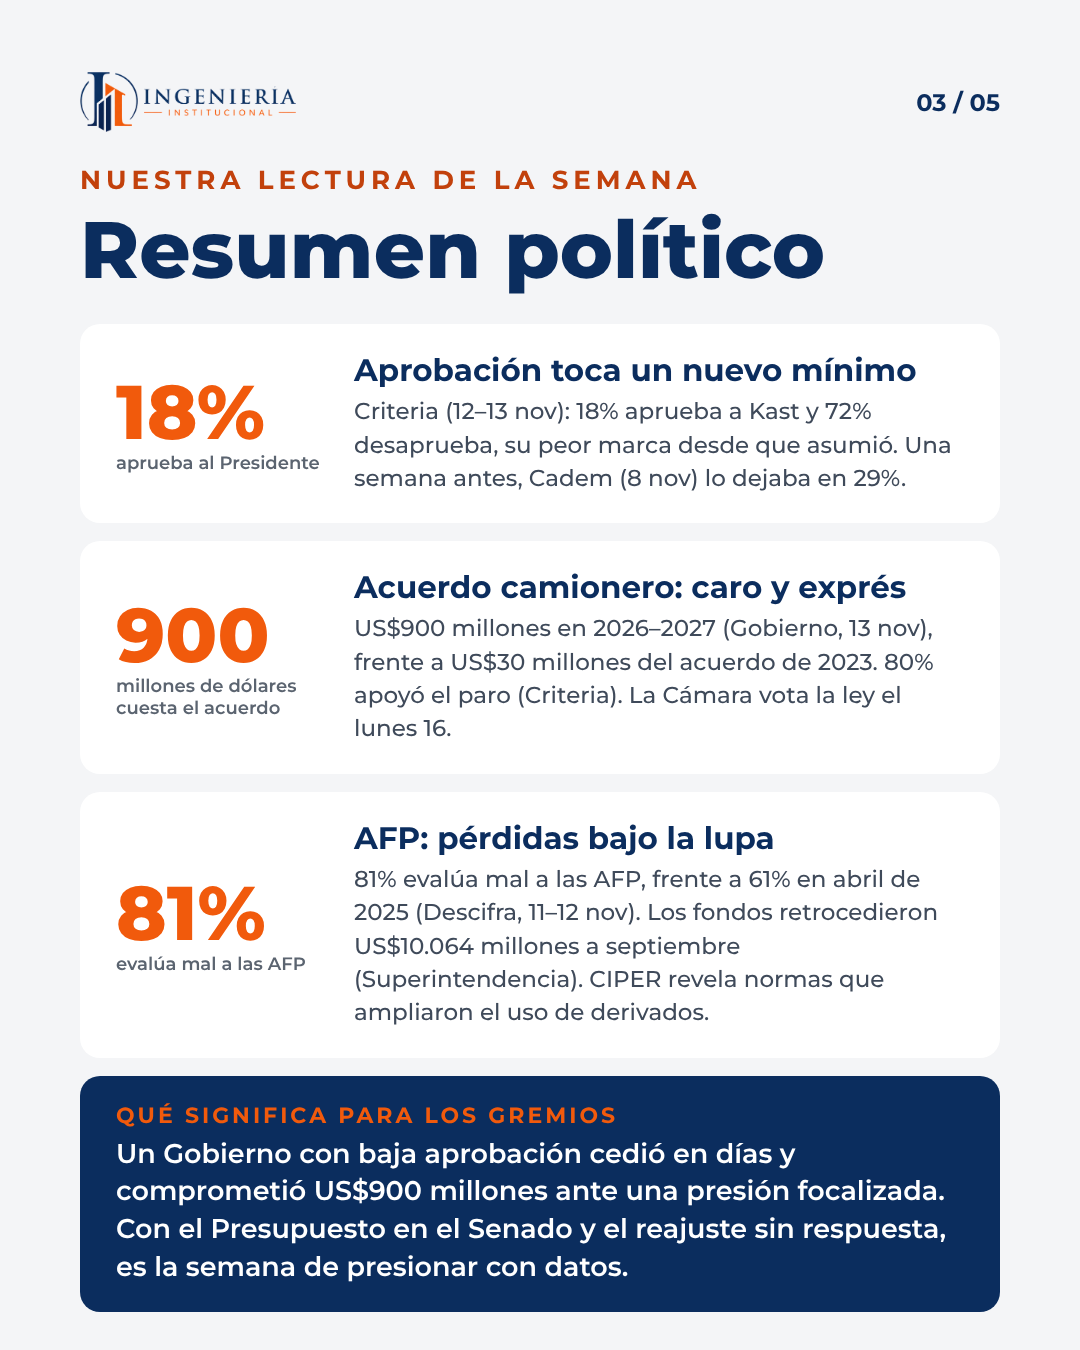 INGENIERIA
INSTITUCIONAL
03 / 05
NUESTRA LECTURA DE LA SEMANA
Resumen político
18%
aprueba al Presidente
Aprobación toca un nuevo mínimo
Criteria (12–13 nov): 18% aprueba a Kast y 72%
desaprueba, su peor marca desde que asumió. Una
semana antes, Cadem (8 nov) lo dejaba en 29%.
900
millones de dólares
cuesta el acuerdo
Acuerdo camionero: caro y exprés
US$900 millones en 2026–2027 (Gobierno, 13 nov),
frente a US$30 millones del acuerdo de 2023. 80%
apoyó el paro (Criteria). La Cámara vota la ley el
lunes 16.
81%
evalúa mal a las AFP
AFP: pérdidas bajo la lupa
81% evalúa mal a las AFP, frente a 61% en abril de
2025 (Descifra, 11–12 nov). Los fondos retrocedieron
US$10.064 millones a septiembre
(Superintendencia). CIPER revela normas que
ampliaron el uso de derivados.
QUÉ SIGNIFICA PARA LOS GREMIOS
Un Gobierno con baja aprobación cedió en días y
comprometió US$900 millones ante una presión focalizada.
Con el Presupuesto en el Senado y el reajuste sin respuesta,
es la semana de presionar con datos.